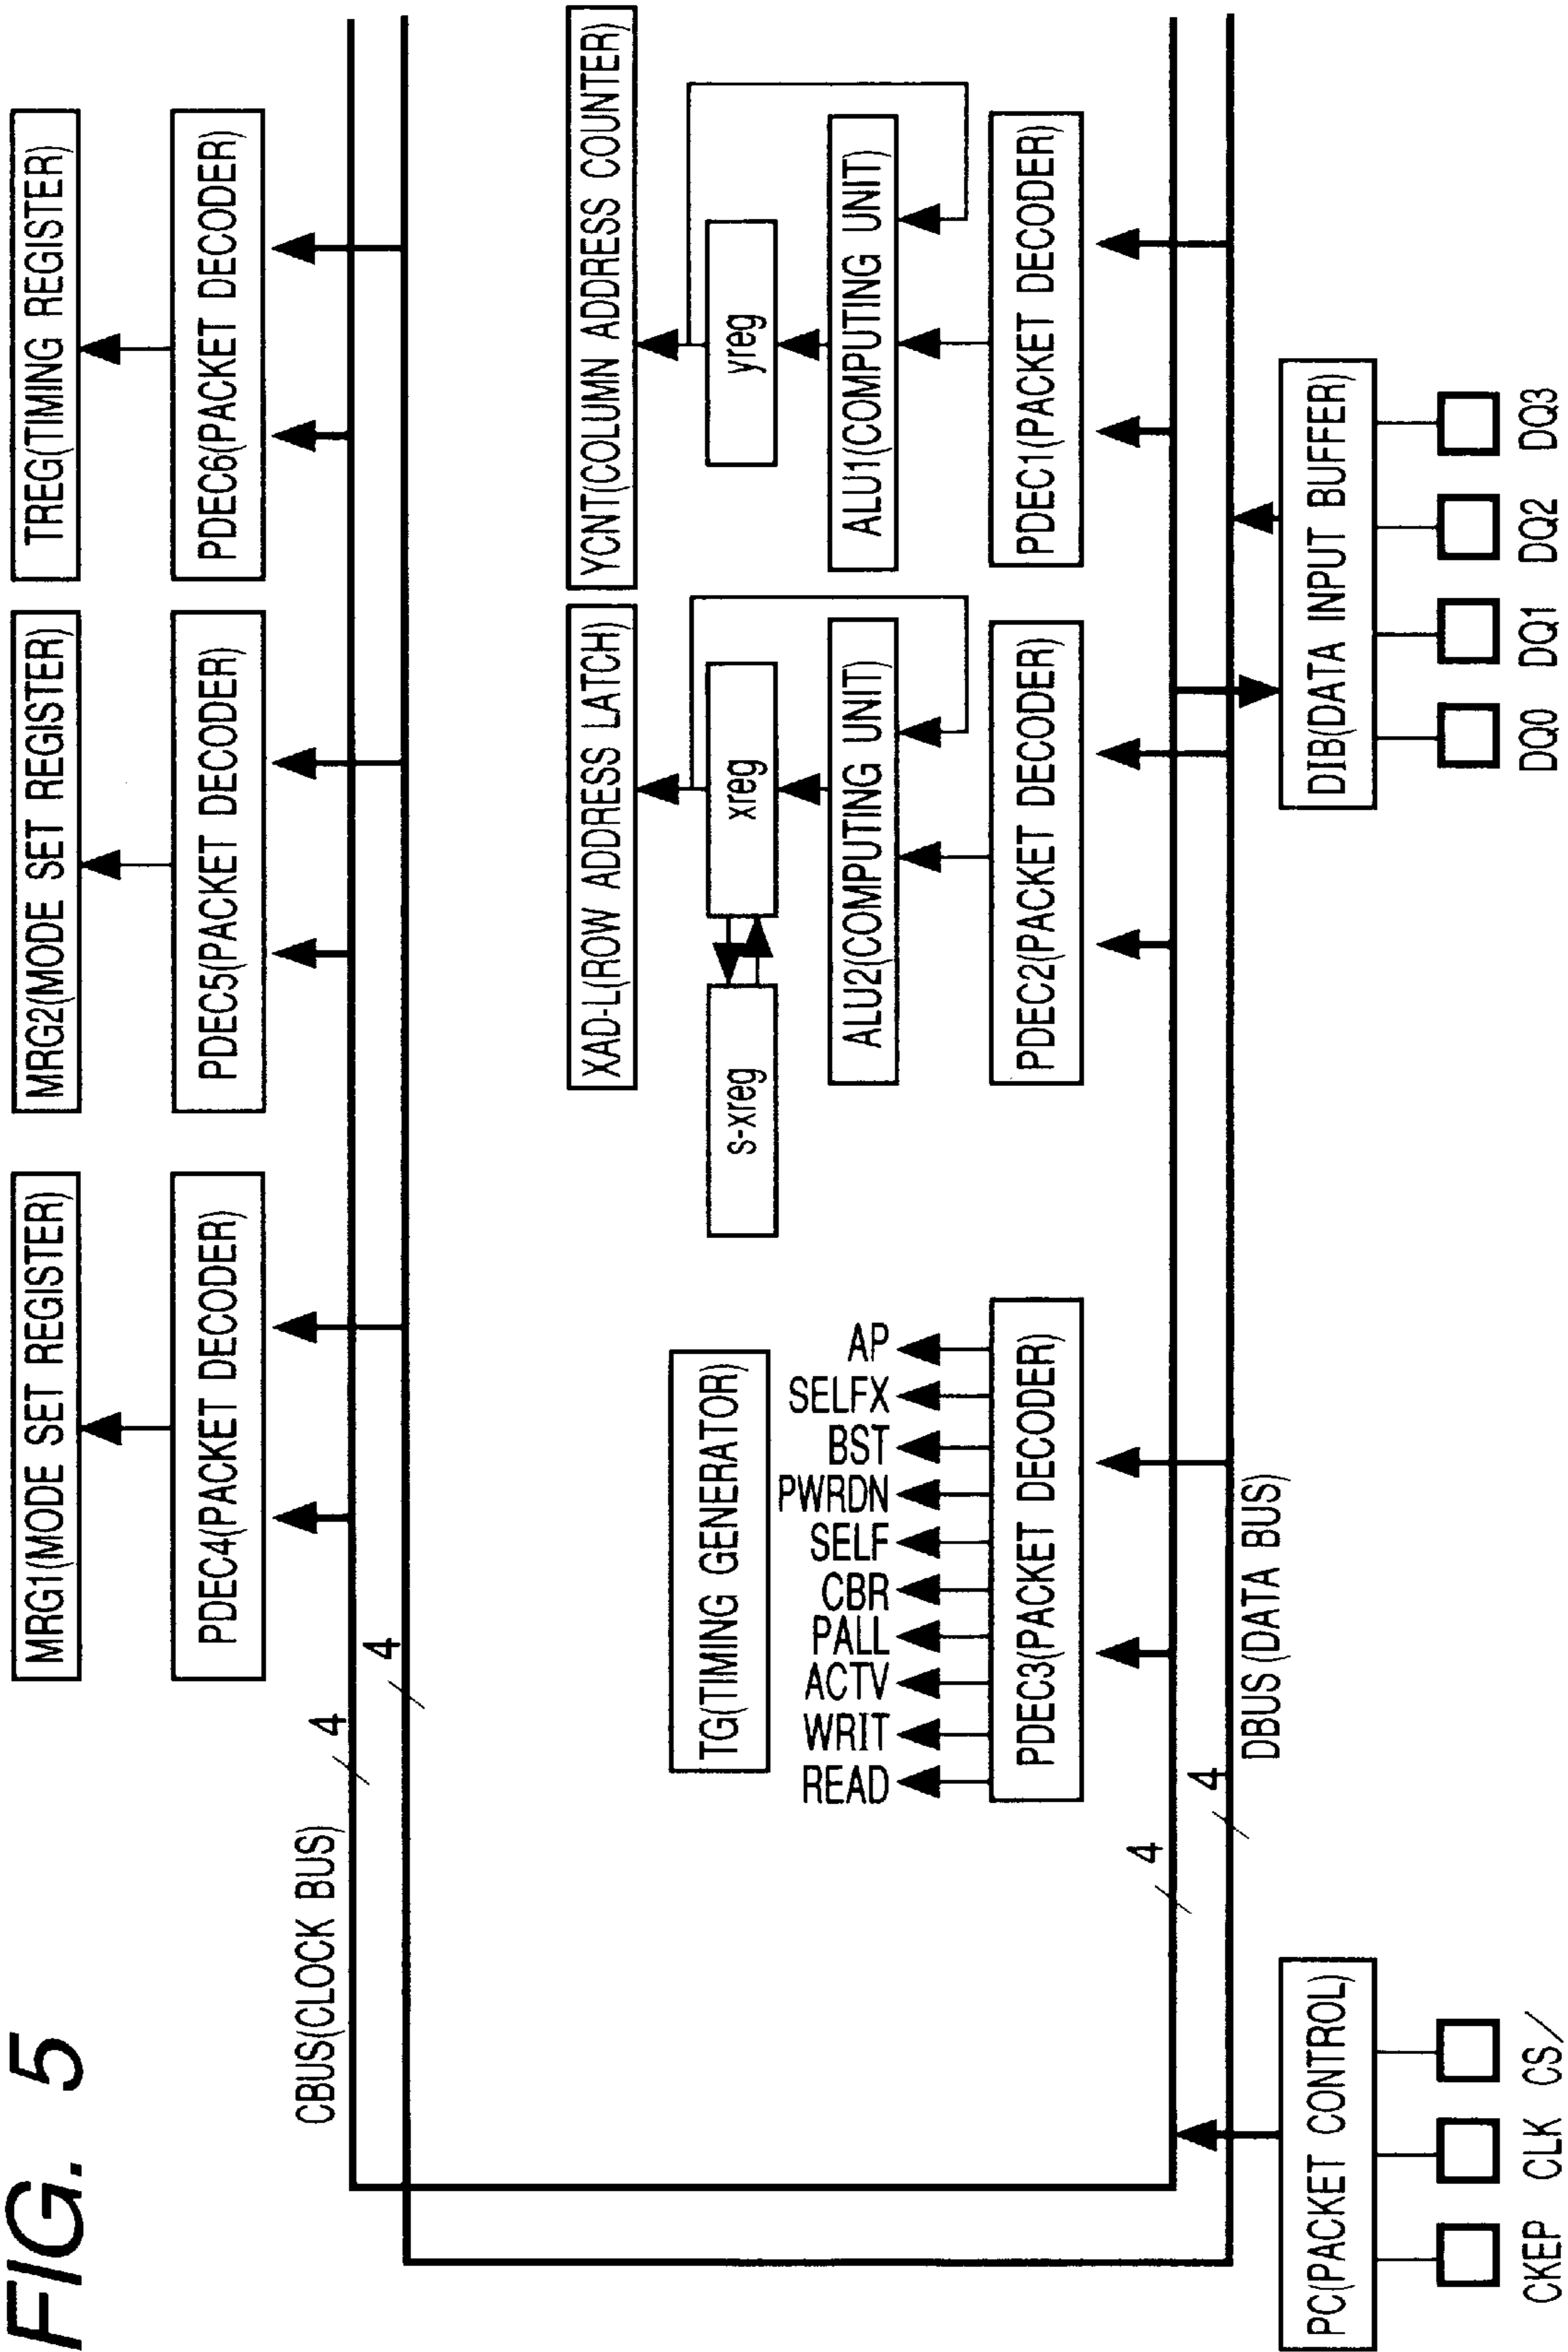 FIG. 5
MRG1(MODE SET REGISTER)
MRG2(MODE SET REGISTER)
TREG(TIMING REGISTER)
PDEC4(PACKET DECODER)
PDEC5(PACKET DECODER)
PDEC6(PACKET DECODER)
CBUS(CLOCK BUS)
4
4
XAD-L(ROW ADDRESS LATCH)
YCNT(COLUMN ADDRESS COUNTER)
s-xreg
xreg
yreg
TG(TIMING GENERATOR)
ALU2(COMPUTING UNIT)
ALU1(COMPUTING UNIT)
READ
WRIT
ACTV
PALL
CBR
SELF
PWRDN
BST
SELFX
AP
PDEC3(PACKET DECODER)
PDEC2(PACKET DECODER)
PDEC1(PACKET DECODER)
4
4
DBUS(DATA BUS)
PC(PACKET CONTROL)
DIB(DATA INPUT BUFFER)
CKEP CLK CS/
DQ0 DQ1 DQ2 DQ3